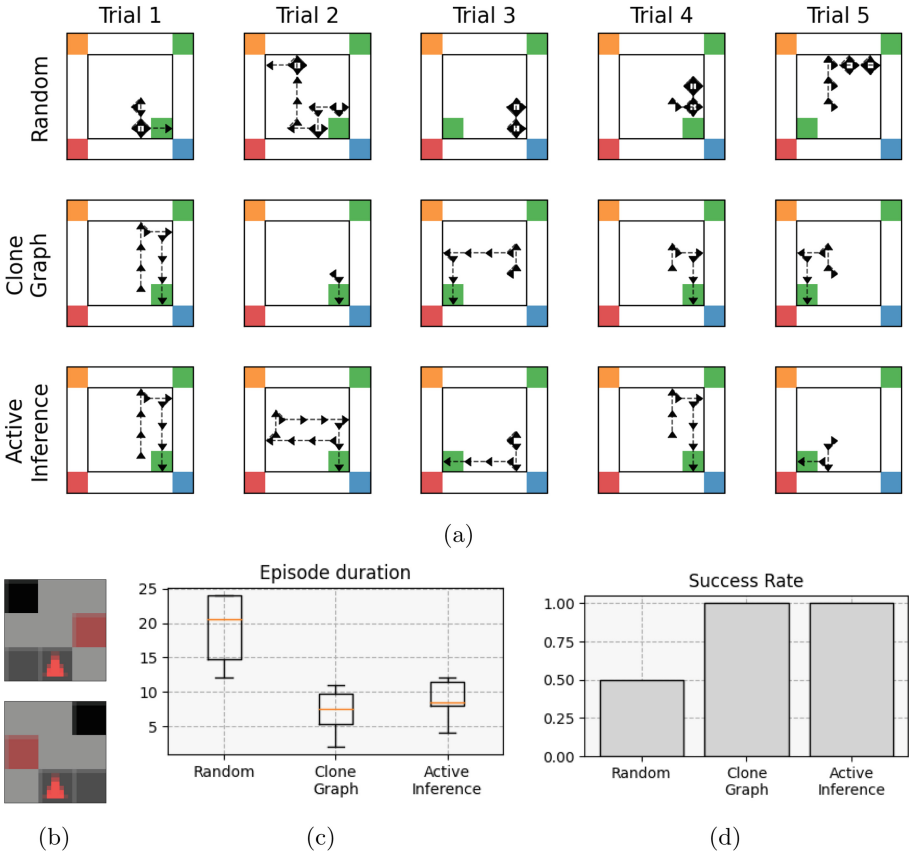 Trial 1 Trial 2 Trial 3 Trial 4 Trial 5
Random
Clone
Graph
Active
Inference
(a)
Episode duration
25
20
15
10
5
Random Clone Active
Graph Inference
Success Rate
1.00
0.75
0.50
0.25
0.00
Random Clone Active
Graph Inference
(b) (c) (d)